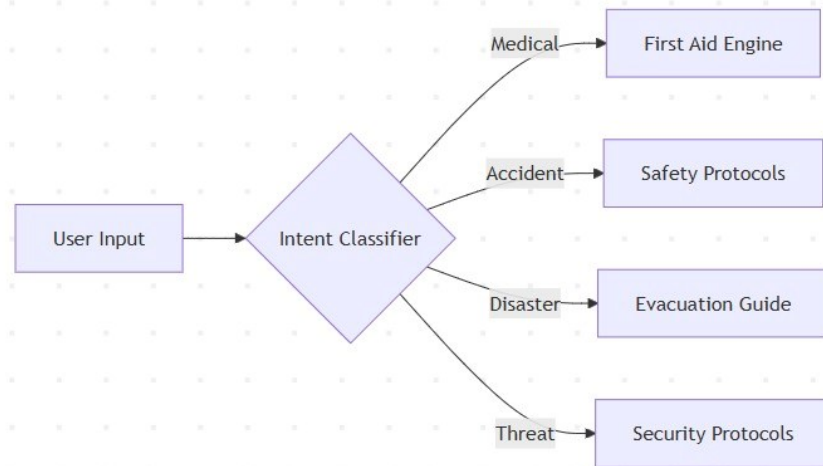 Medical
First Aid Engine
Accident
Safety Protocols
User Input
Intent Classifier
Disaster
Evacuation Guide
Threat
Security Protocols